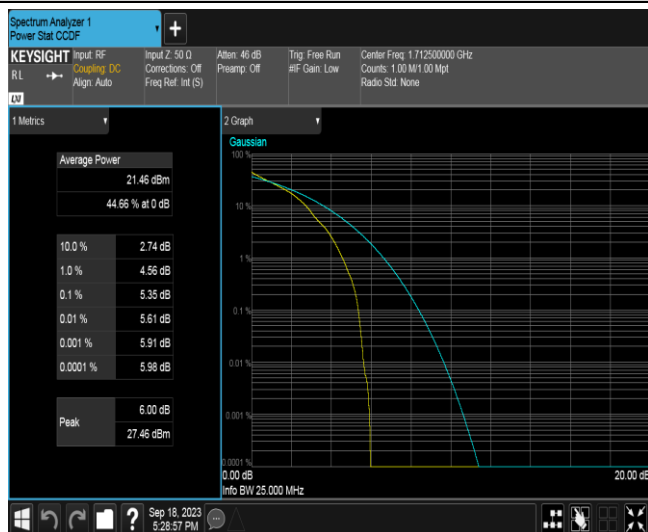 Spectrum Analyzer 1
Power Stat CCDF
+
KEYSIGHT
RL
LXI
Input: RF
Coupling: DC
Align: Auto
Input Z: 50 Ω
Corrections: Off
Freq Ref: Int (S)
Atten: 46 dB
Preamp: Off
Trig: Free Run
#IF Gain: Low
Center Freq: 1.712500000 GHz
Counts: 1.00 M/1.00 Mpt
Radio Std: None
1 Metrics
Average Power
21.46 dBm
44.66 % at 0 dB
10.0 % 2.74 dB
1.0 % 4.56 dB
0.1 % 5.35 dB
0.01 % 5.61 dB
0.001 % 5.91 dB
0.0001 % 5.98 dB
Peak
6.00 dB
27.46 dBm
2 Graph
Gaussian
100 %
10 %
1 %
0.1 %
0.01 %
0.001 %
0.0001 %
0.00 dB 20.00 dB
Info BW 25.000 MHz
?
Sep 18, 2023
5:28:57 PM